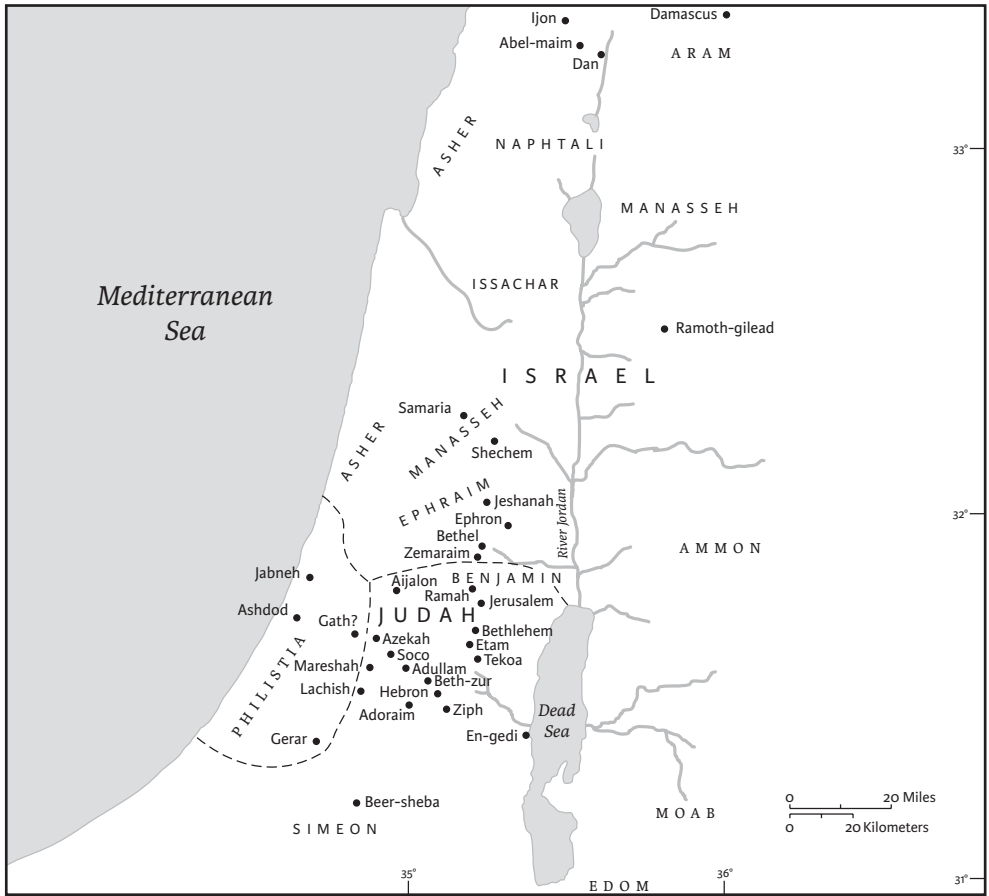 Ijon
Damascus
Abel-maim
ARAM
Dan
ASHER
NAPHTALI
33°
MANASSEH
Mediterranean
Sea
ISSACHAR
Ramoth-gilead
ISRAEL
Samaria
MANASSEH
ASHER
Shechem
EPHRAIM
Jeshanah
River Jordan
Ephron
32°
Bethel
Zemaraim
AMMON
Jabneh
Aijalon
BENJAMIN
Ramah
Jerusalem
Ashdod
Gath?
JUDAH
Bethlehem
Azekah
Etam
Soco
Tekoa
Mareshah
Adullam
PHILISTIA
Beth-zur
Lachish
Hebron
Adoraim
Ziph
Dead
Sea
Gerar
En-gedi
Beer-sheba
0 20 Miles
0 20 Kilometers
MOAB
SIMEON
35°
36°
31°
EDOM